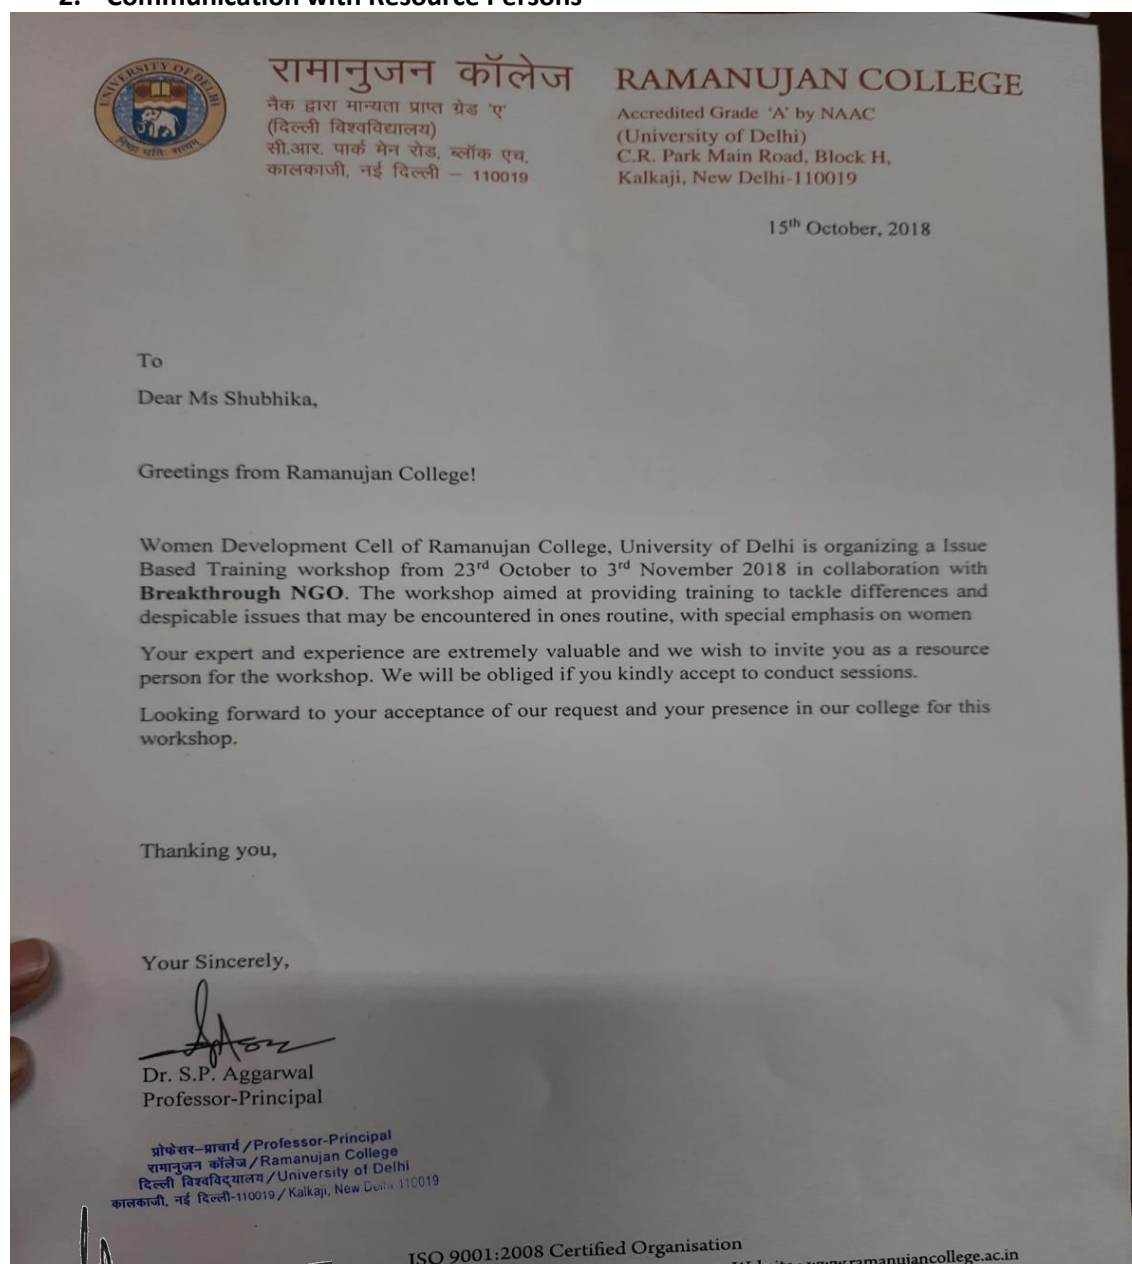 2. Communication with Resource Persons
UNIVERSITY OF DELHI
रामानुजन कॉलेज
नैक द्वारा मान्यता प्राप्त ग्रेड 'ए'
(दिल्ली विश्वविद्यालय)
सी.आर. पार्क मेन रोड, ब्लॉक एच,
कालकाजी, नई दिल्ली – 110019
RAMANUJAN COLLEGE
Accredited Grade 'A' by NAAC
(University of Delhi)
C.R. Park Main Road, Block H,
Kalkaji, New Delhi-110019
15th October, 2018
To
Dear Ms Shubhika,
Greetings from Ramanujan College!
Women Development Cell of Ramanujan College, University of Delhi is organizing a Issue
Based Training workshop from 23rd October to 3rd November 2018 in collaboration with
Breakthrough NGO. The workshop aimed at providing training to tackle differences and
despicable issues that may be encountered in ones routine, with special emphasis on women
Your expert and experience are extremely valuable and we wish to invite you as a resource
person for the workshop. We will be obliged if you kindly accept to conduct sessions.
Looking forward to your acceptance of our request and your presence in our college for this
workshop.
Thanking you,
Your Sincerely,
Dr. S.P. Aggarwal
Professor-Principal
प्रोफेसर–प्राचार्य / Professor-Principal
रामानुजन कॉलेज / Ramanujan College
दिल्ली विश्वविद्यालय / University of Delhi
कालकाजी, नई दिल्ली-110019 / Kalkaji, New Delhi 110019
ISO 9001:2008 Certified Organisation
www.ramanujancollege.ac.in